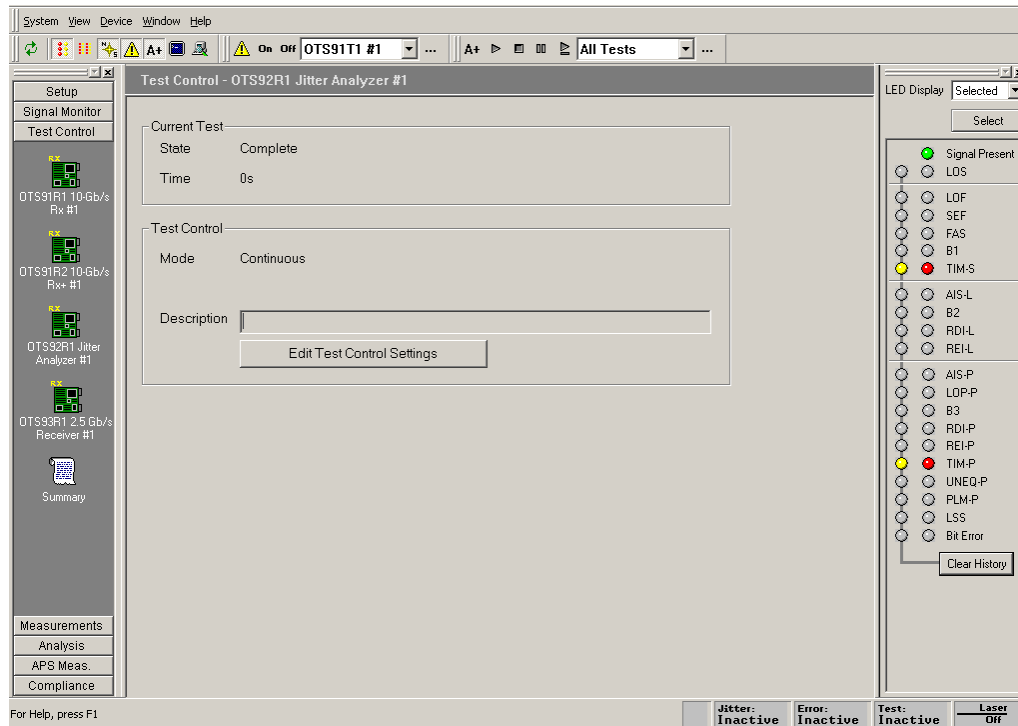 System View Device Window Help
A+ On Off OTS91T1 #1 ... A+ All Tests ...
Setup
Signal Monitor
Test Control
RX
OTS91R1 10-Gb/s
Rx #1
RX
OTS91R2 10-Gb/s
Rx+ #1
RX
OTS92R1 Jitter
Analyzer #1
RX
OTS93R1 2.5 Gb/s
Receiver #1
Summary
Measurements
Analysis
APS Meas.
Compliance
Test Control - OTS92R1 Jitter Analyzer #1
Current Test
State Complete
Time 0s
Test Control
Mode Continuous
Description
Edit Test Control Settings
LED Display Selected
Select
Signal Present
LOS
LOF
SEF
FAS
B1
TIM-S
AIS-L
B2
RDI-L
REI-L
AIS-P
LOP-P
B3
RDI-P
REI-P
TIM-P
UNEQ-P
PLM-P
LSS
Bit Error
Clear History
For Help, press F1
Jitter: Error: Test: Laser
Inactive Inactive Inactive Off